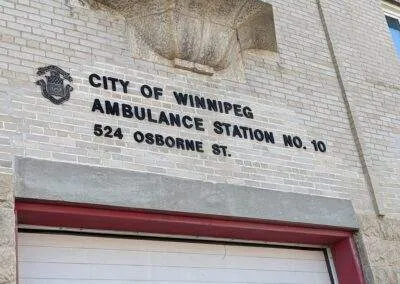 CITY OF WINNIPEG
AMBULANCE STATION NO. 10
524 OSBORNE ST.